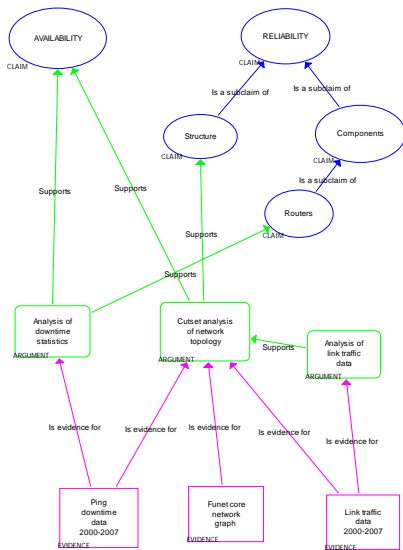 AVAILABILITY
CLAIM
RELIABILITY
CLAIM
Is a subclaim of
Is a subclaim of
Structure
CLAIM
Components
CLAIM
Is a subclaim of
Supports
Supports
Supports
Routers
CLAIM
Supports
Analysis of
downtime
statistics
ARGUMENT
Cutset analysis
of network
topology
ARGUMENT
Supports
Analysis of
link traffic
data
ARGUMENT
Is evidence for
Is evidence for
Is evidence for
Is evidence for
Is evidence for
Ping
downtime
data
2000-2007
EVIDENCE
Funet core
network
graph
EVIDENCE
Link traffic
data
2000-2007
EVIDENCE